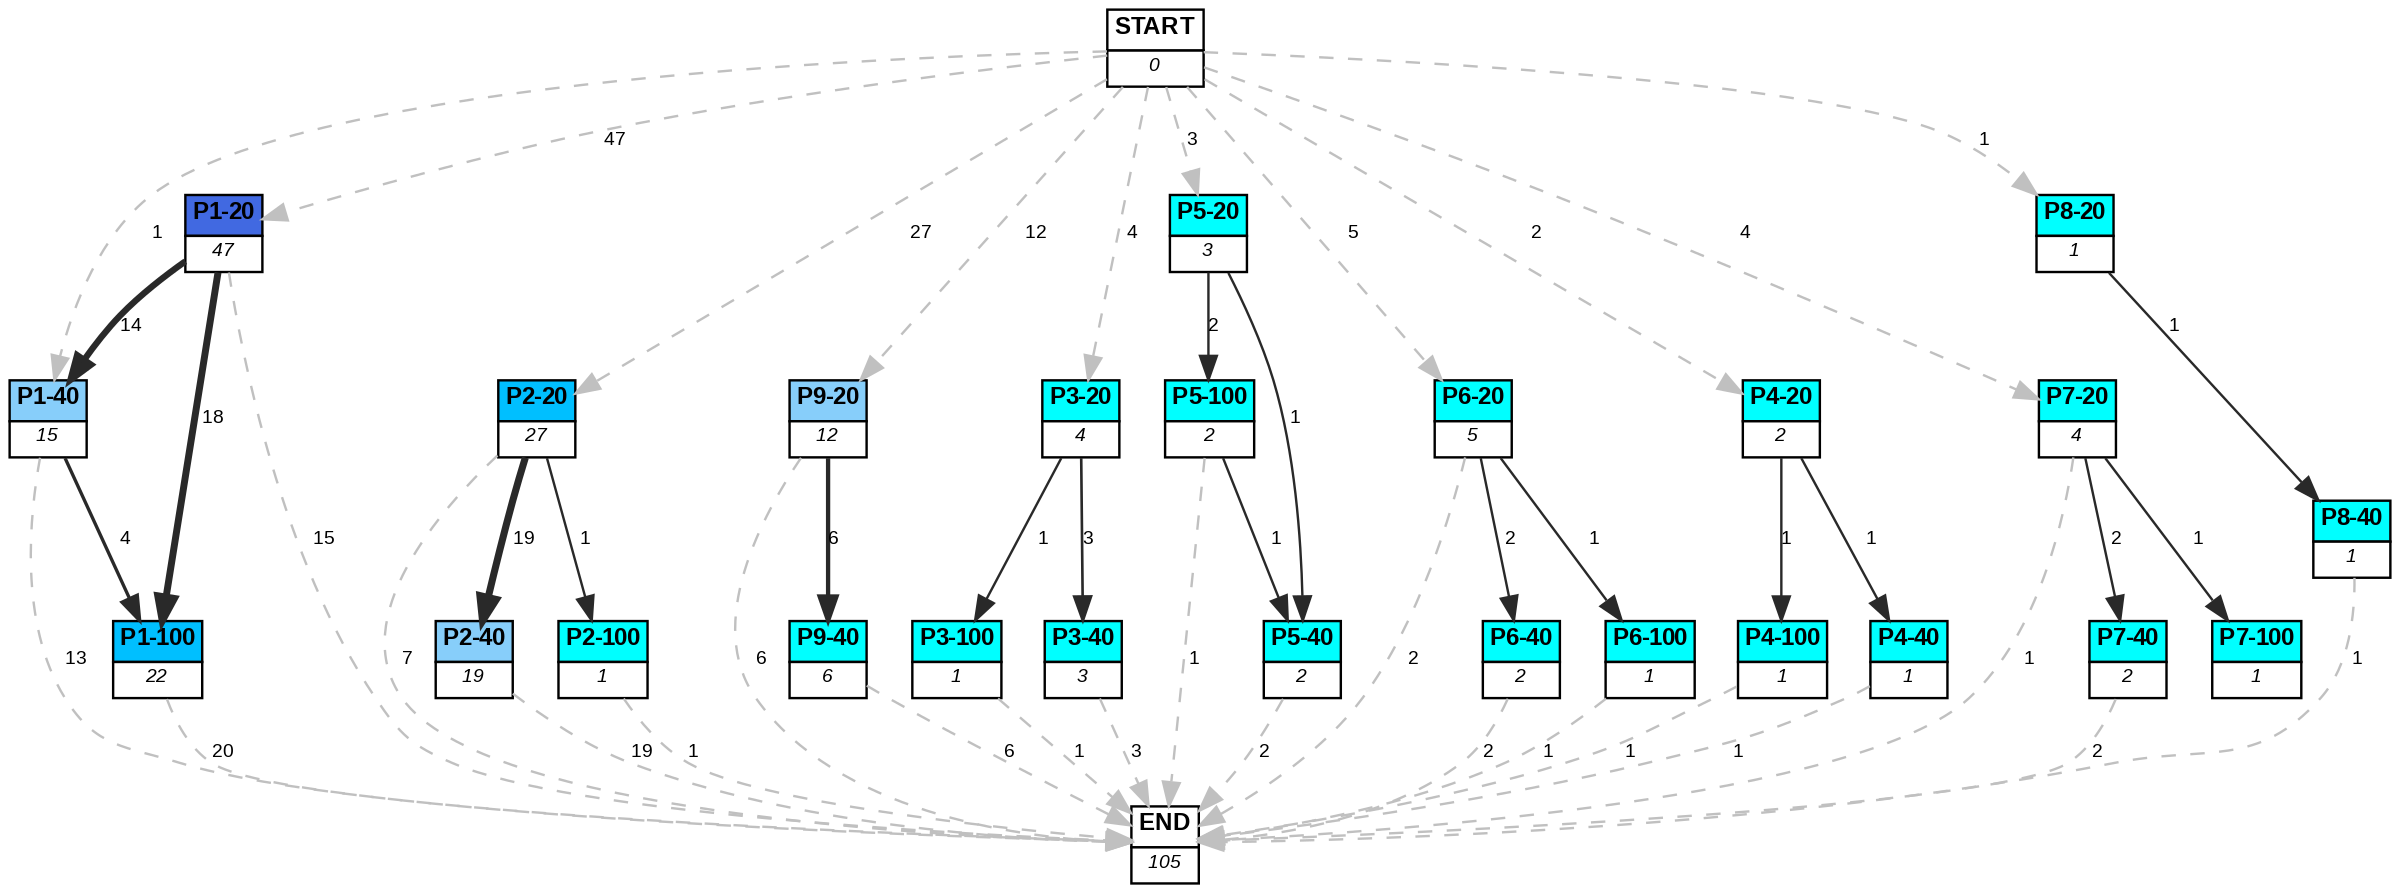 START
0
47
3
1
P1-20
47
P5-20
3
P8-20
1
1
27
12
4
5
2
4
14
2
1
18
1
P1-40
15
P2-20
27
P9-20
12
P3-20
4
P5-100
2
P6-20
5
P4-20
2
P7-20
4
P8-40
1
4
15
19
1
6
1
3
1
2
1
1
1
2
1
P1-100
22
P2-40
19
P2-100
1
P9-40
6
P3-100
1
P3-40
3
P5-40
2
P6-40
2
P6-100
1
P4-100
1
P4-40
1
P7-40
2
P7-100
1
13
7
6
1
2
1
1
20
19
1
6
1
3
2
2
1
1
1
2
END
105